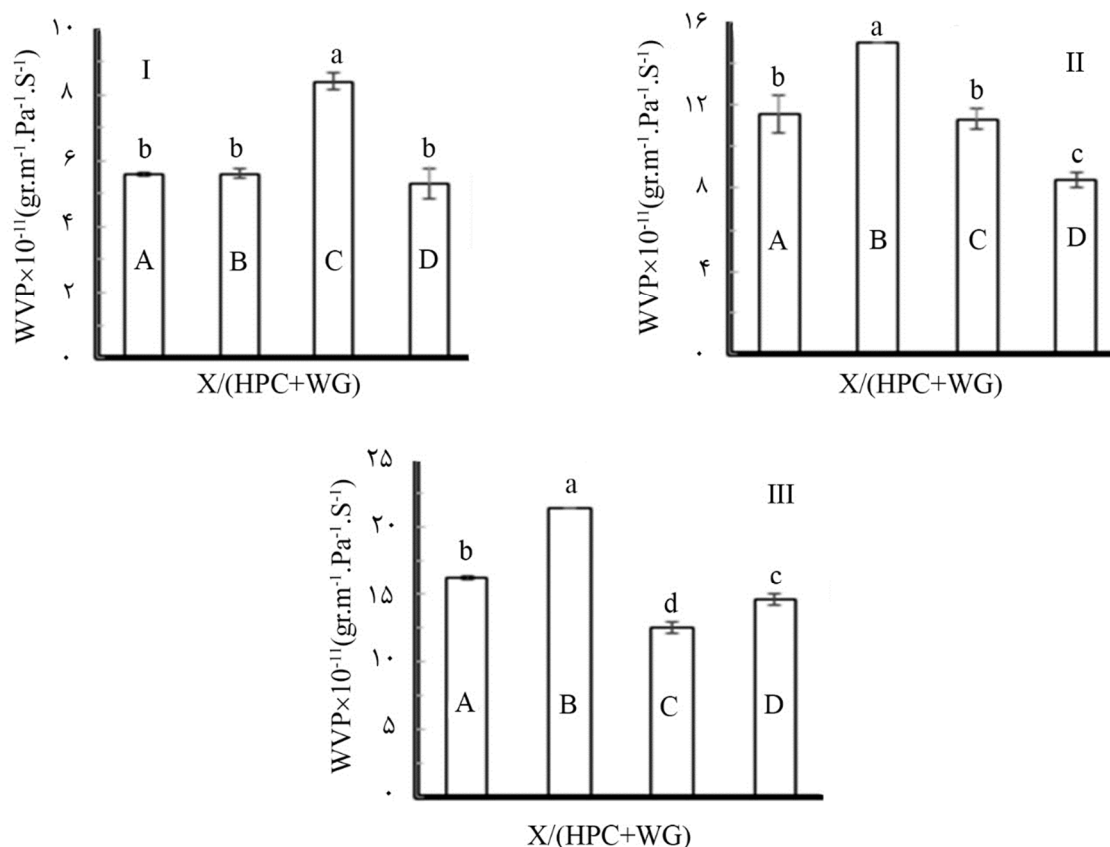 WVP×10⁻¹¹(gr.m⁻¹.Pa⁻¹.S⁻¹)
۱۰
۸
۶
۴
۲
۰
I
b
b
a
b
A
B
C
D
X/(HPC+WG)
WVP×10⁻¹¹(gr.m⁻¹.Pa⁻¹.S⁻¹)
۱۶
۱۲
۸
۴
۰
II
b
a
b
c
A
B
C
D
X/(HPC+WG)
WVP×10⁻¹¹(gr.m⁻¹.Pa⁻¹.S⁻¹)
۲۵
۲۰
۱۵
۱۰
۵
۰
III
b
a
d
c
A
B
C
D
X/(HPC+WG)